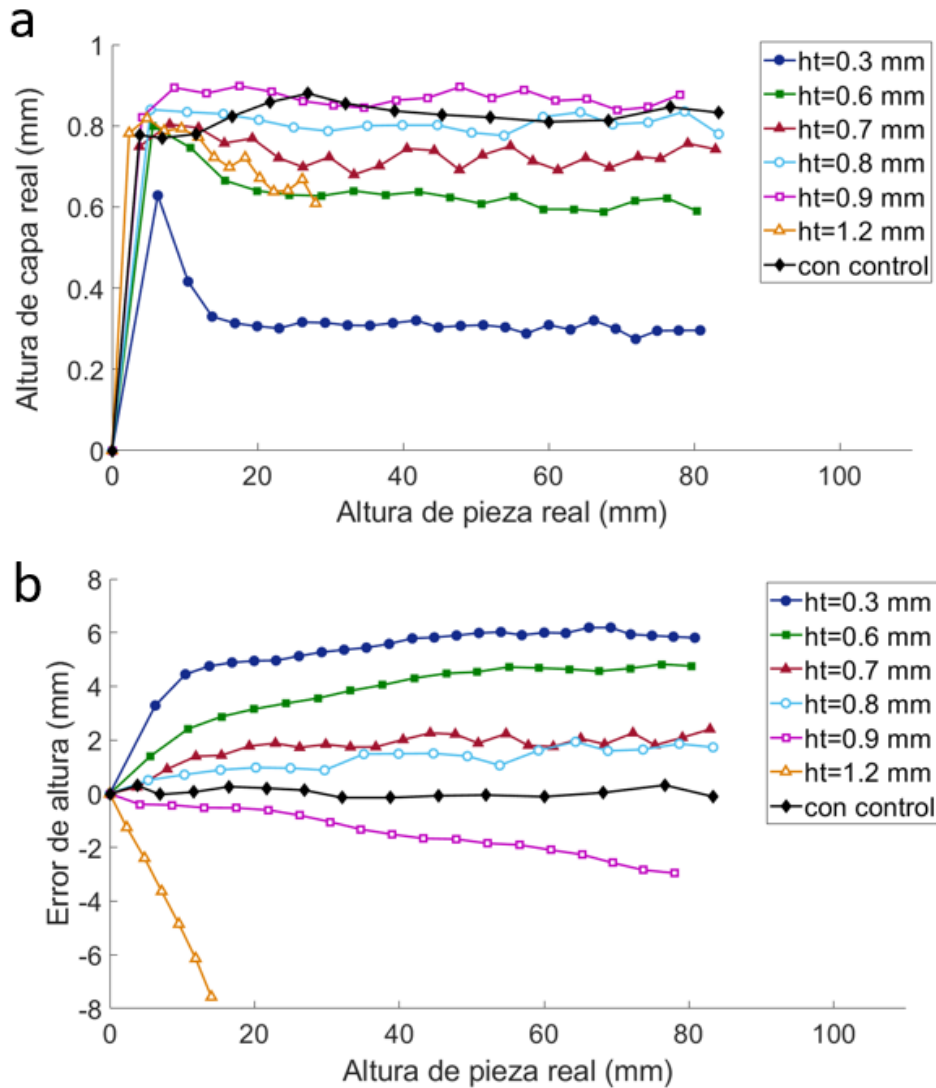 a
1
0.8
0.6
0.4
0.2
0
Altura de capa real (mm)
0 20 40 60 80 100
Altura de pieza real (mm)
ht=0.3 mm
ht=0.6 mm
ht=0.7 mm
ht=0.8 mm
ht=0.9 mm
ht=1.2 mm
con control
b
8
6
4
2
0
-2
-4
-6
-8
Error de altura (mm)
0 20 40 60 80 100
Altura de pieza real (mm)
ht=0.3 mm
ht=0.6 mm
ht=0.7 mm
ht=0.8 mm
ht=0.9 mm
ht=1.2 mm
con control